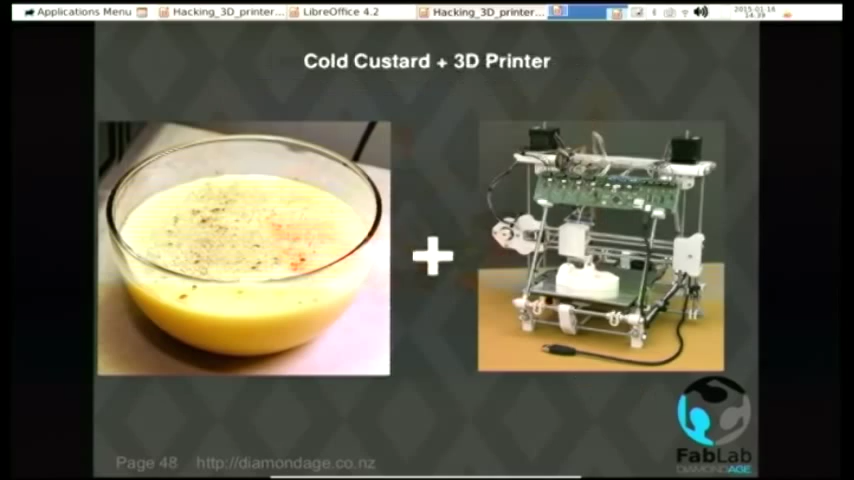 Applications Menu
Hacking_3D_printer...
LibreOffice 4.2
Hacking_3D_printer...
2015 01 16
14:39
Cold Custard + 3D Printer
+
FabLab
DIAMONDAGE
Page 48 http://diamondage.co.nz